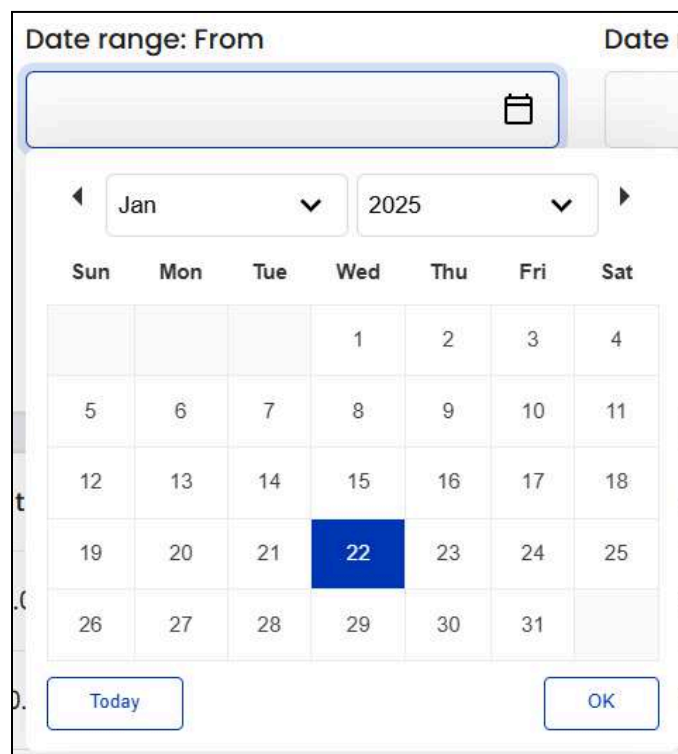 Date range: From Date
Jan 2025
Sun Mon Tue Wed Thu Fri Sat
1 2 3 4
5 6 7 8 9 10 11
12 13 14 15 16 17 18
19 20 21 22 23 24 25
26 27 28 29 30 31
Today OK